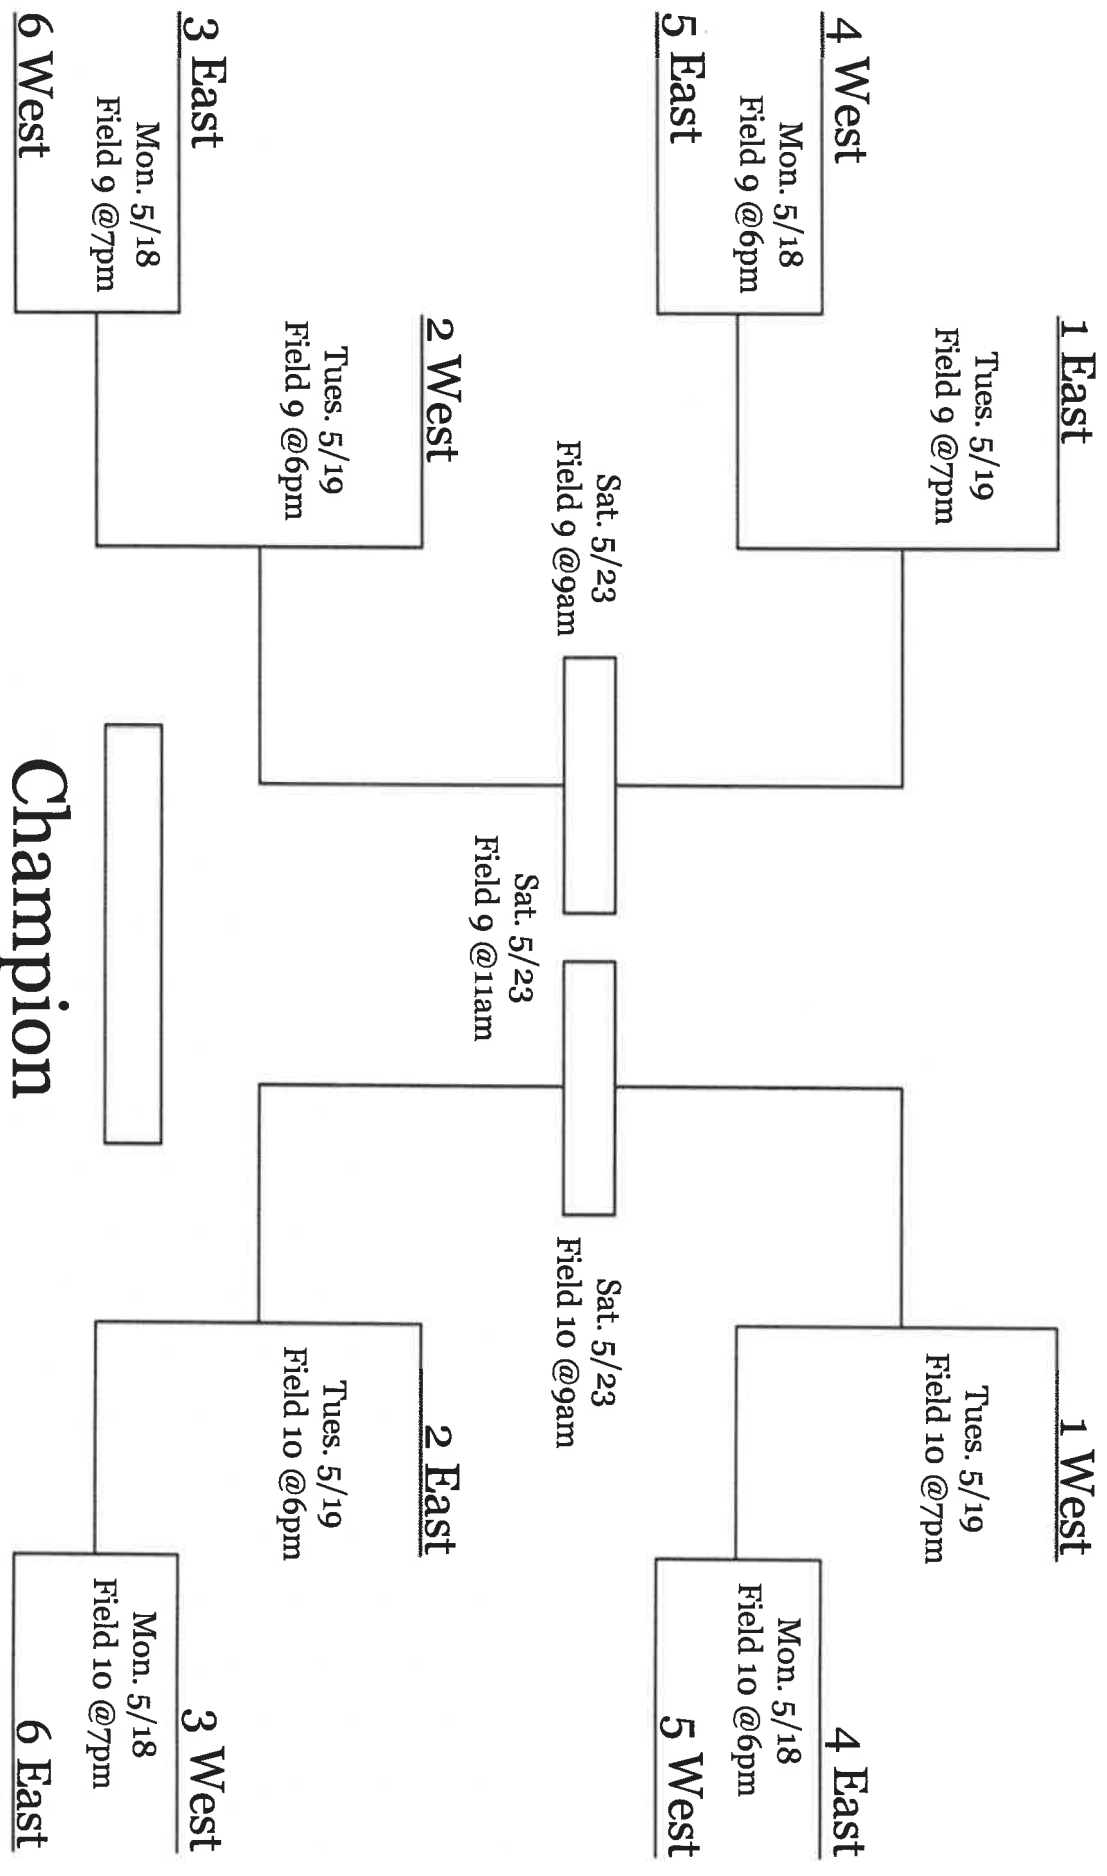 1 East
Tues. 5/19
Field 9 @7pm
4 West
Mon. 5/18
Field 9 @6pm
5 East
2 West
Tues. 5/19
Field 9 @6pm
3 East
Mon. 5/18
Field 9 @7pm
6 West
Sat. 5/23
Field 9 @9am
Sat. 5/23
Field 9 @11am
Sat. 5/23
Field 10 @9am
1 West
Tues. 5/19
Field 10 @7pm
4 East
Mon. 5/18
Field 10 @6pm
5 West
2 East
Tues. 5/19
Field 10 @6pm
3 West
Mon. 5/18
Field 10 @7pm
6 East
Champion